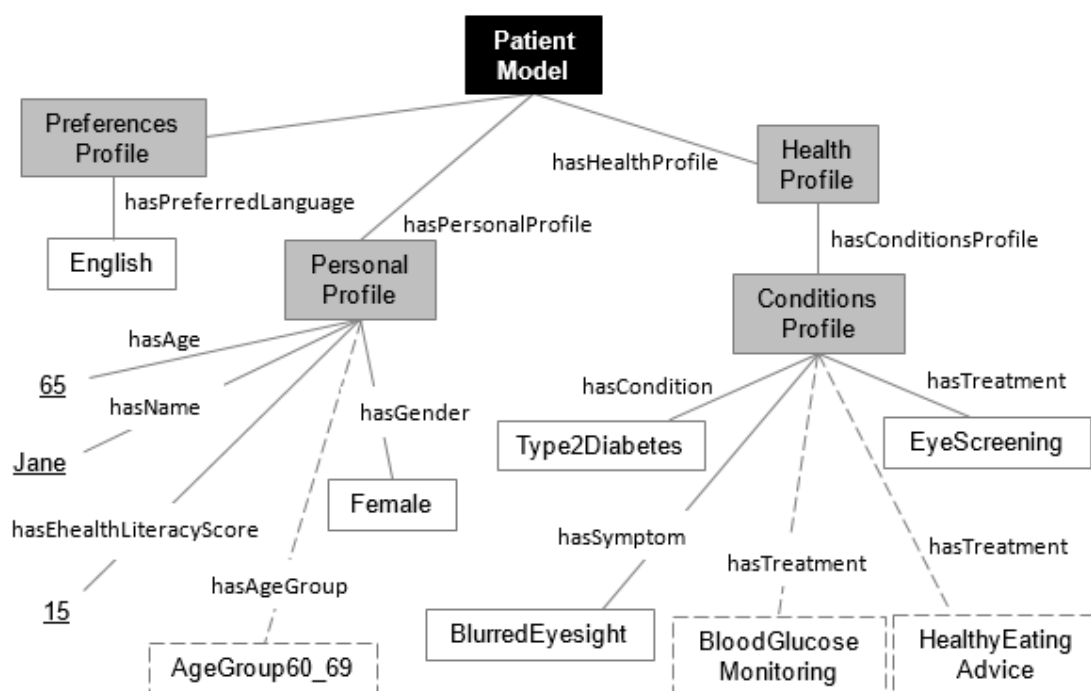 Patient
Model
Preferences
Profile
hasHealthProfile
Health
Profile
hasPreferredLanguage
hasPersonalProfile
English
Personal
Profile
hasConditionsProfile
Conditions
Profile
hasAge
65
hasName
Jane
hasGender
Female
hasEhealthLiteracyScore
15
hasAgeGroup
AgeGroup60_69
hasCondition
Type2Diabetes
hasTreatment
EyeScreening
hasSymptom
BlurredEyesight
hasTreatment
BloodGlucose
Monitoring
hasTreatment
HealthyEating
Advice